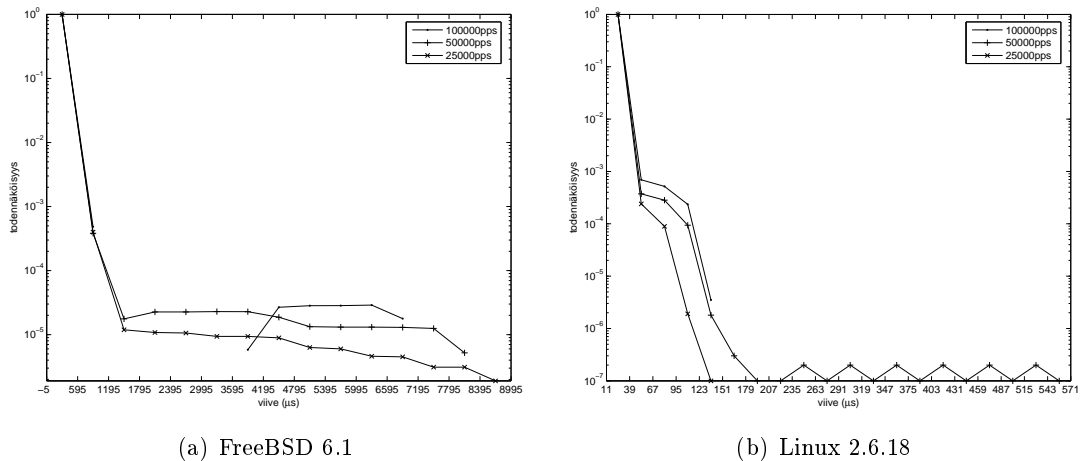 10^0
10^-1
10^-2
10^-3
10^-4
10^-5
todennäköisyys
100000pps
50000pps
25000pps
-5 595 1195 1795 2395 2995 3595 4195 4795 5395 5995 6595 7195 7795 8395 8995
viive (μs)
(a) FreeBSD 6.1
10^0
10^-1
10^-2
10^-3
10^-4
10^-5
10^-6
10^-7
todennäköisyys
100000pps
50000pps
25000pps
11 39 67 95 123 151 179 207 235 263 291 319 347 375 403 431 459 487 515 543 571
viive (μs)
(b) Linux 2.6.18